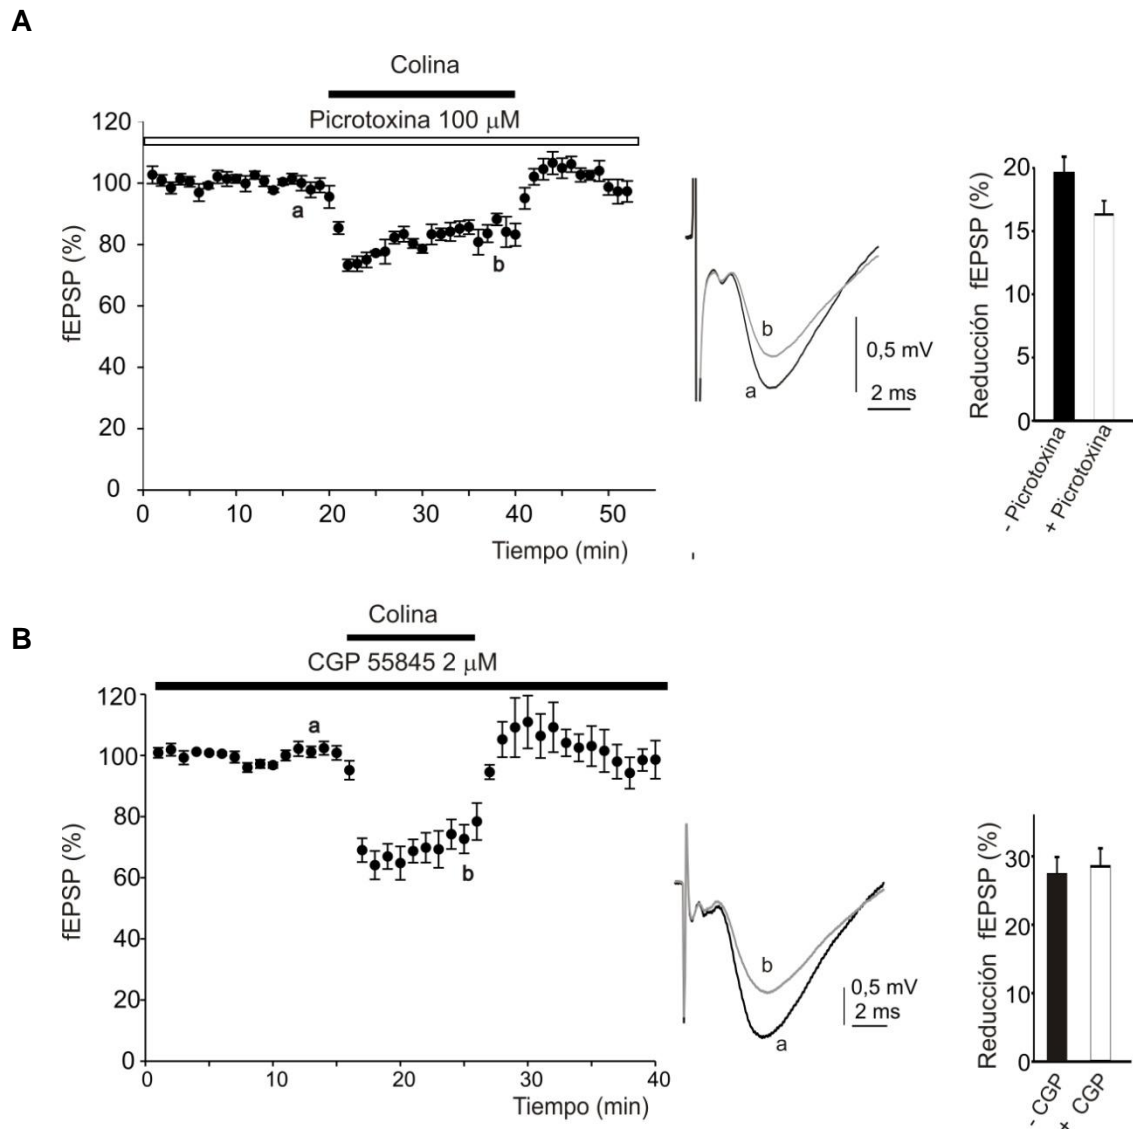 A
Colina
Picrotoxina 100 μM
120
100
80
60
40
20
0
fEPSP (%)
a
b
0
10
20
30
40
50
Tiempo (min)
b
a
0,5 mV
2 ms
20
15
10
5
0
Reducción fEPSP (%)
- Picrotoxina
+ Picrotoxina
B
Colina
CGP 55845 2 μM
120
100
80
60
40
20
0
fEPSP (%)
a
b
0
10
20
30
40
Tiempo (min)
b
a
0,5 mV
2 ms
30
20
10
0
Reducción fEPSP (%)
- CGP
+ CGP